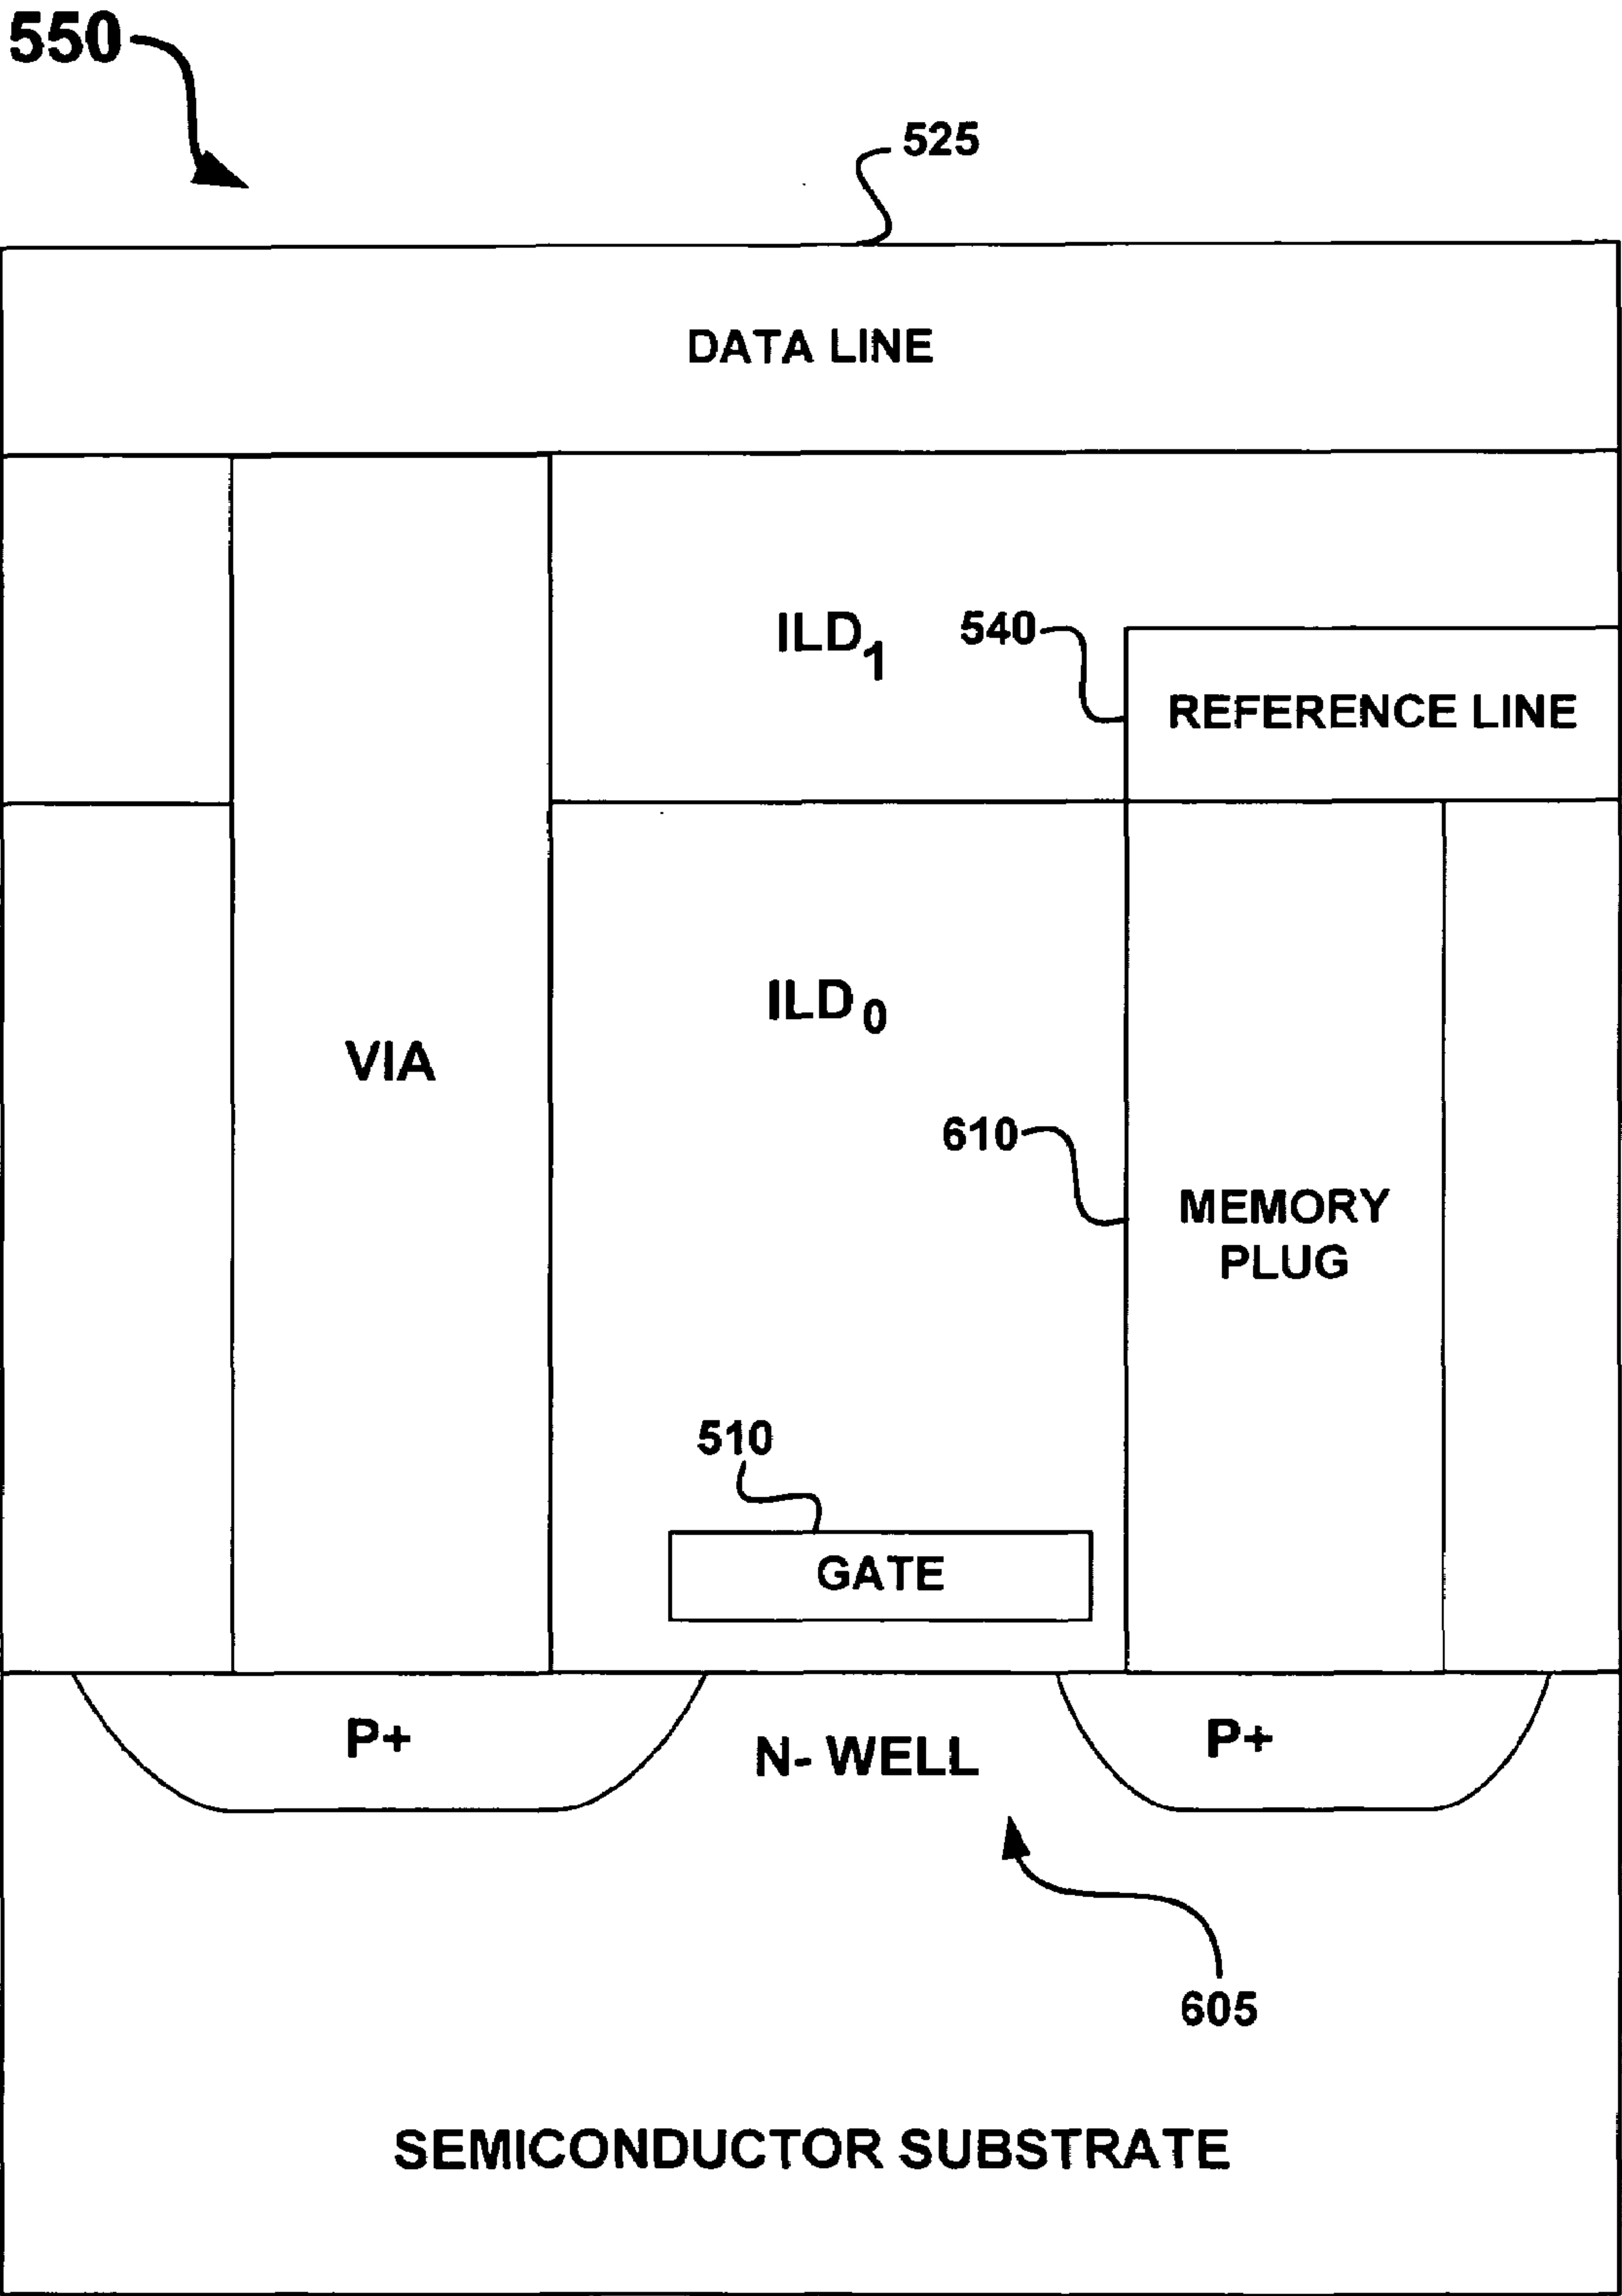 550
525
DATA LINE
ILD1
540
REFERENCE LINE
ILD0
VIA
610
MEMORY
PLUG
510
GATE
P+
N- WELL
P+
605
SEMICONDUCTOR SUBSTRATE